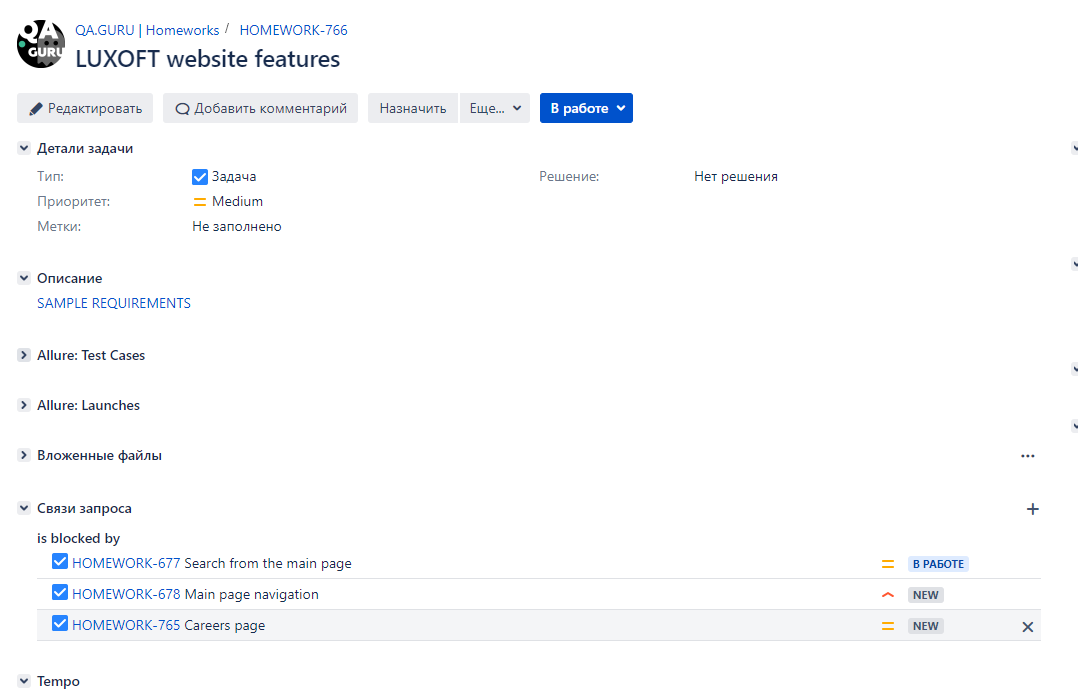 QA
GURU
QA.GURU | Homeworks / HOMEWORK-766
LUXOFT website features
Редактировать Добавить комментарий Назначить Еще... В работе
Детали задачи
Тип: Задача Решение: Нет решения
Приоритет: Medium
Метки: Не заполнено
Описание
SAMPLE REQUIREMENTS
Allure: Test Cases
Allure: Launches
Вложенные файлы
Связи запроса
is blocked by
HOMEWORK-677 Search from the main page В РАБОТЕ
HOMEWORK-678 Main page navigation NEW
HOMEWORK-765 Careers page NEW
Tempo